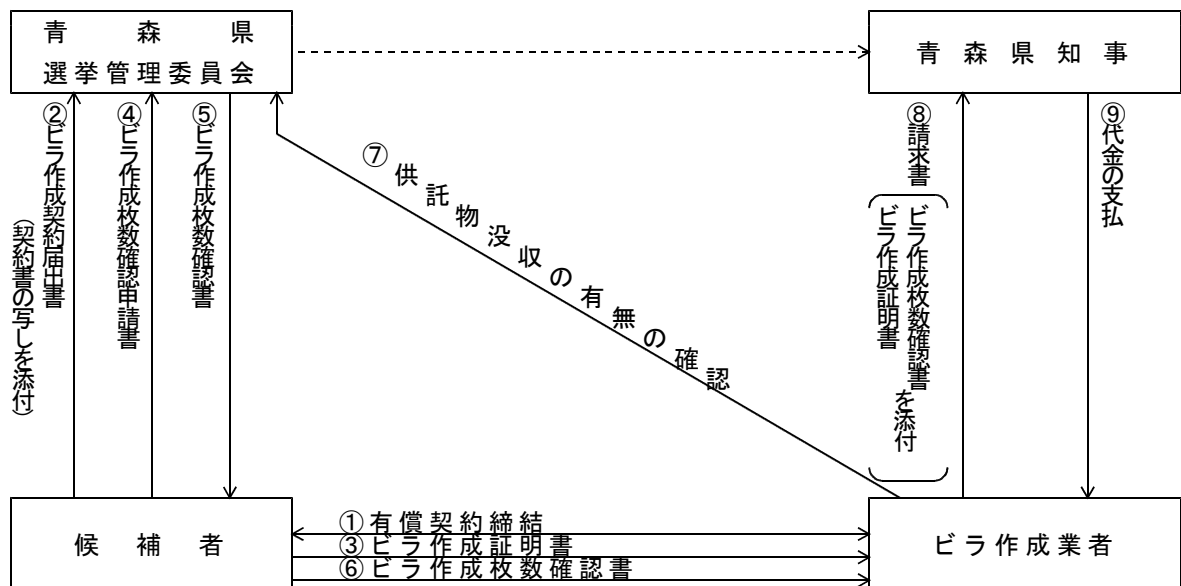 青森県
選挙管理委員会
青森県知事
②ビラ作成契約届出書
(契約書の写しを添付)
④ビラ作成枚数確認申請書
⑤ビラ作成枚数確認書
⑦供託物没収の有無の確認
⑧請求書
ビラ作成枚数確認書
ビラ作成証明書
を添付
⑨代金の支払
候補者
①有償契約締結
③ビラ作成証明書
⑥ビラ作成枚数確認書
ビラ作成業者